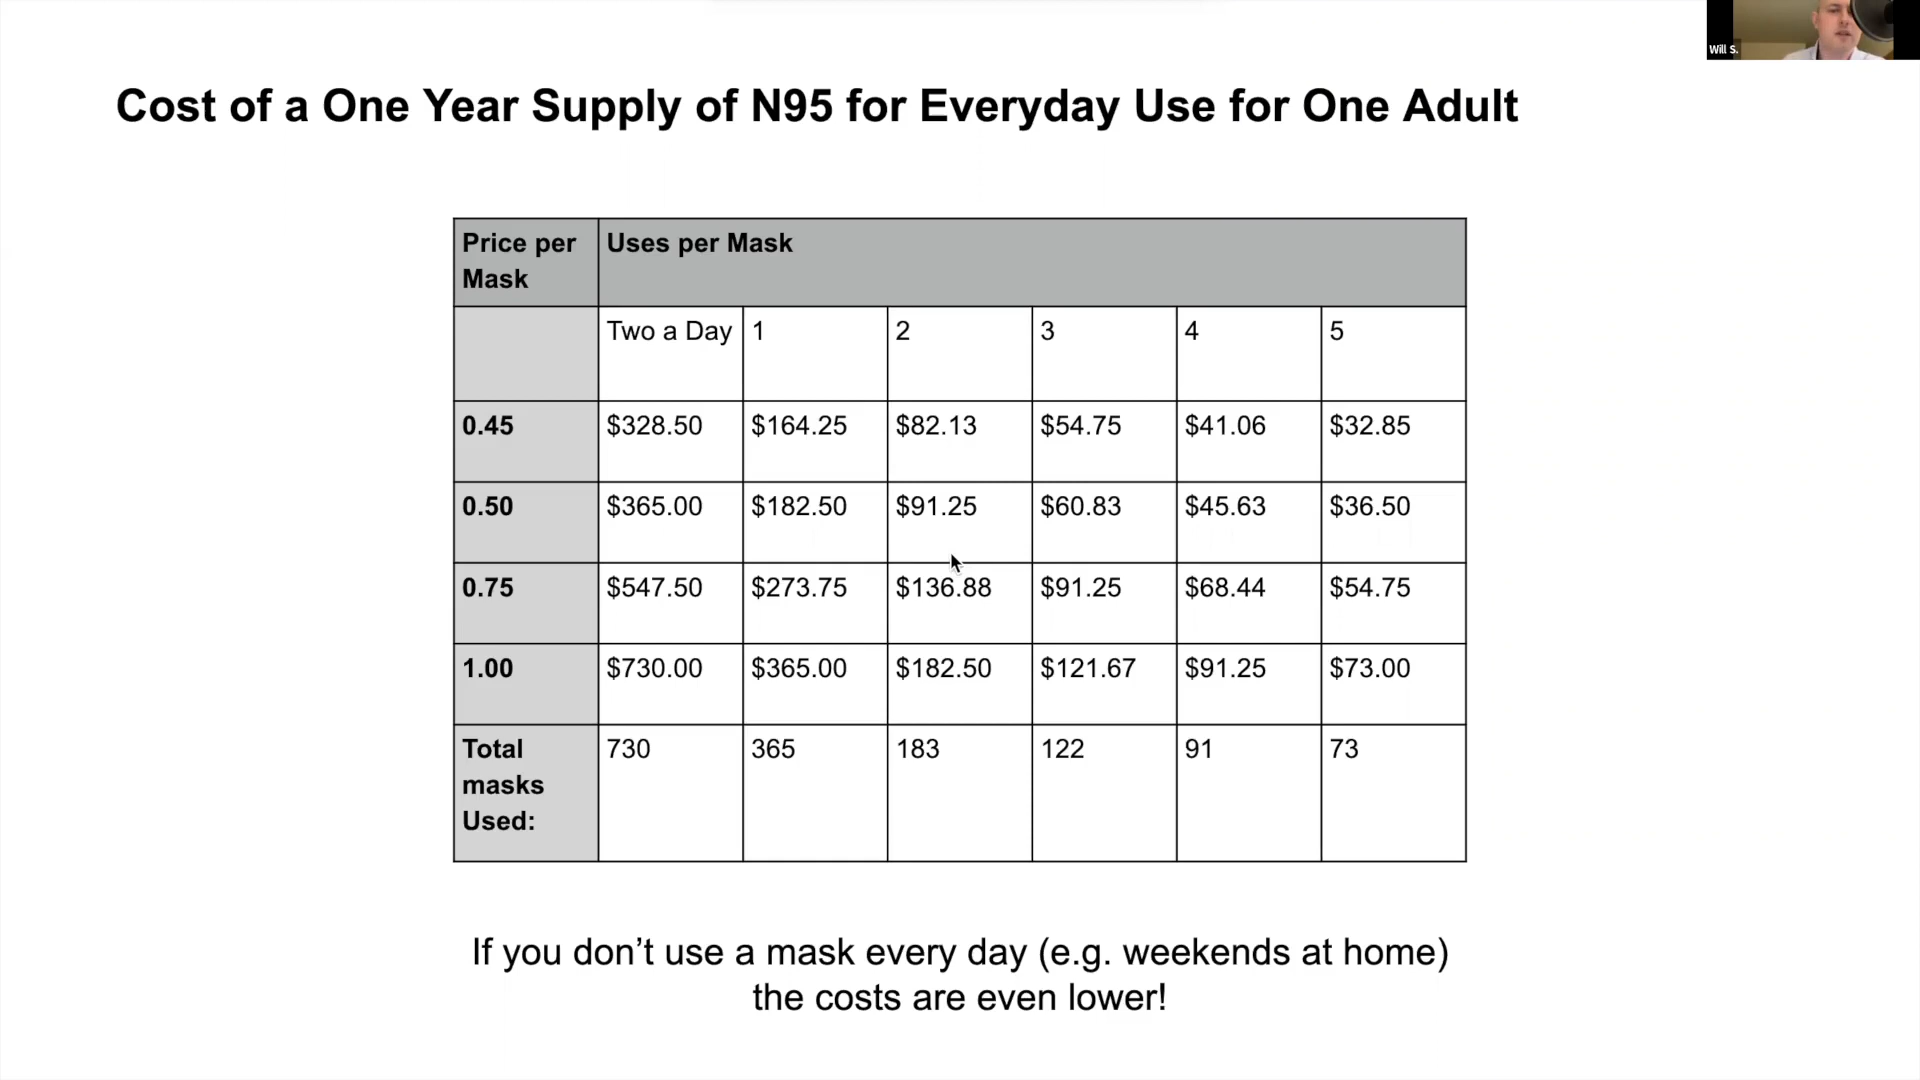 Will S.
Cost of a One Year Supply of N95 for Everyday Use for One Adult
Price per Mask Uses per Mask
Two a Day 1 2 3 4 5
0.45 $328.50 $164.25 $82.13 $54.75 $41.06 $32.85
0.50 $365.00 $182.50 $91.25 $60.83 $45.63 $36.50
0.75 $547.50 $273.75 $136.88 $91.25 $68.44 $54.75
1.00 $730.00 $365.00 $182.50 $121.67 $91.25 $73.00
Total masks Used: 730 365 183 122 91 73
If you don’t use a mask every day (e.g. weekends at home)
the costs are even lower!